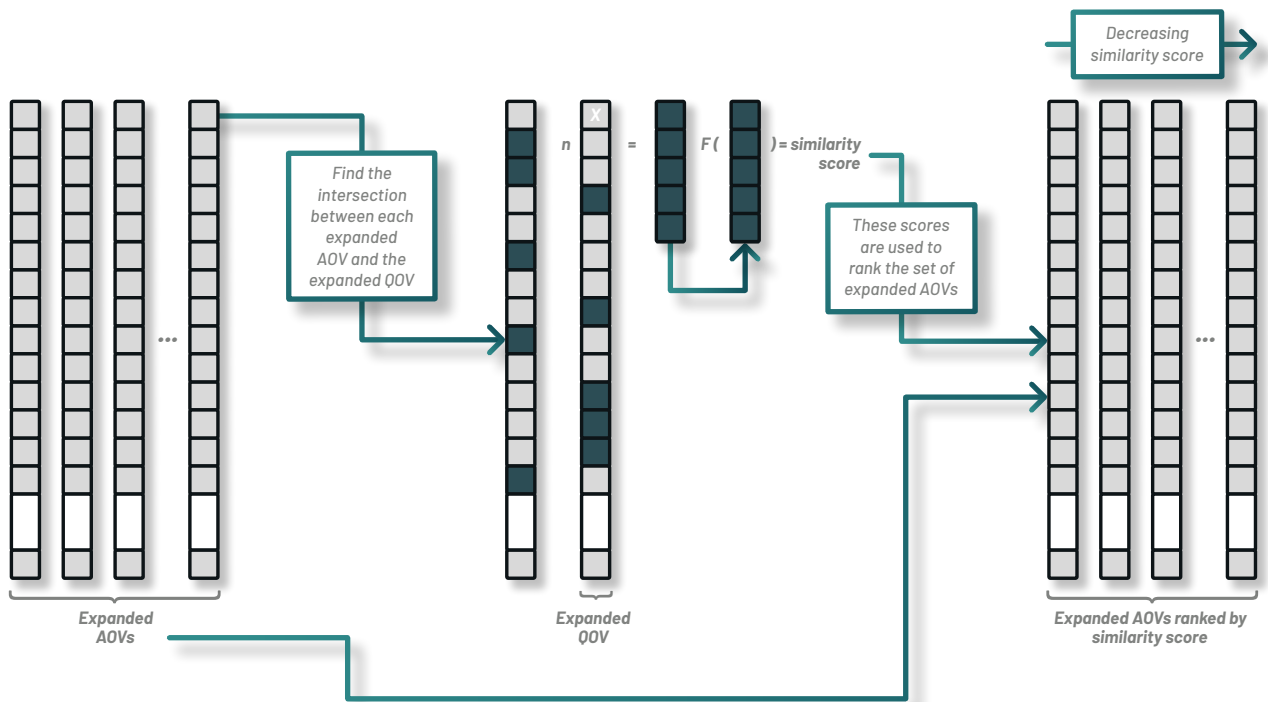 Decreasing
similarity score
X
n
=
F (
) = similarity
score
Find the
intersection
between each
expanded
AOV and the
expanded QOV
These scores
are used to
rank the set of
expanded AOVs
...
...
Expanded
AOVs
Expanded
QOV
Expanded AOVs ranked by
similarity score